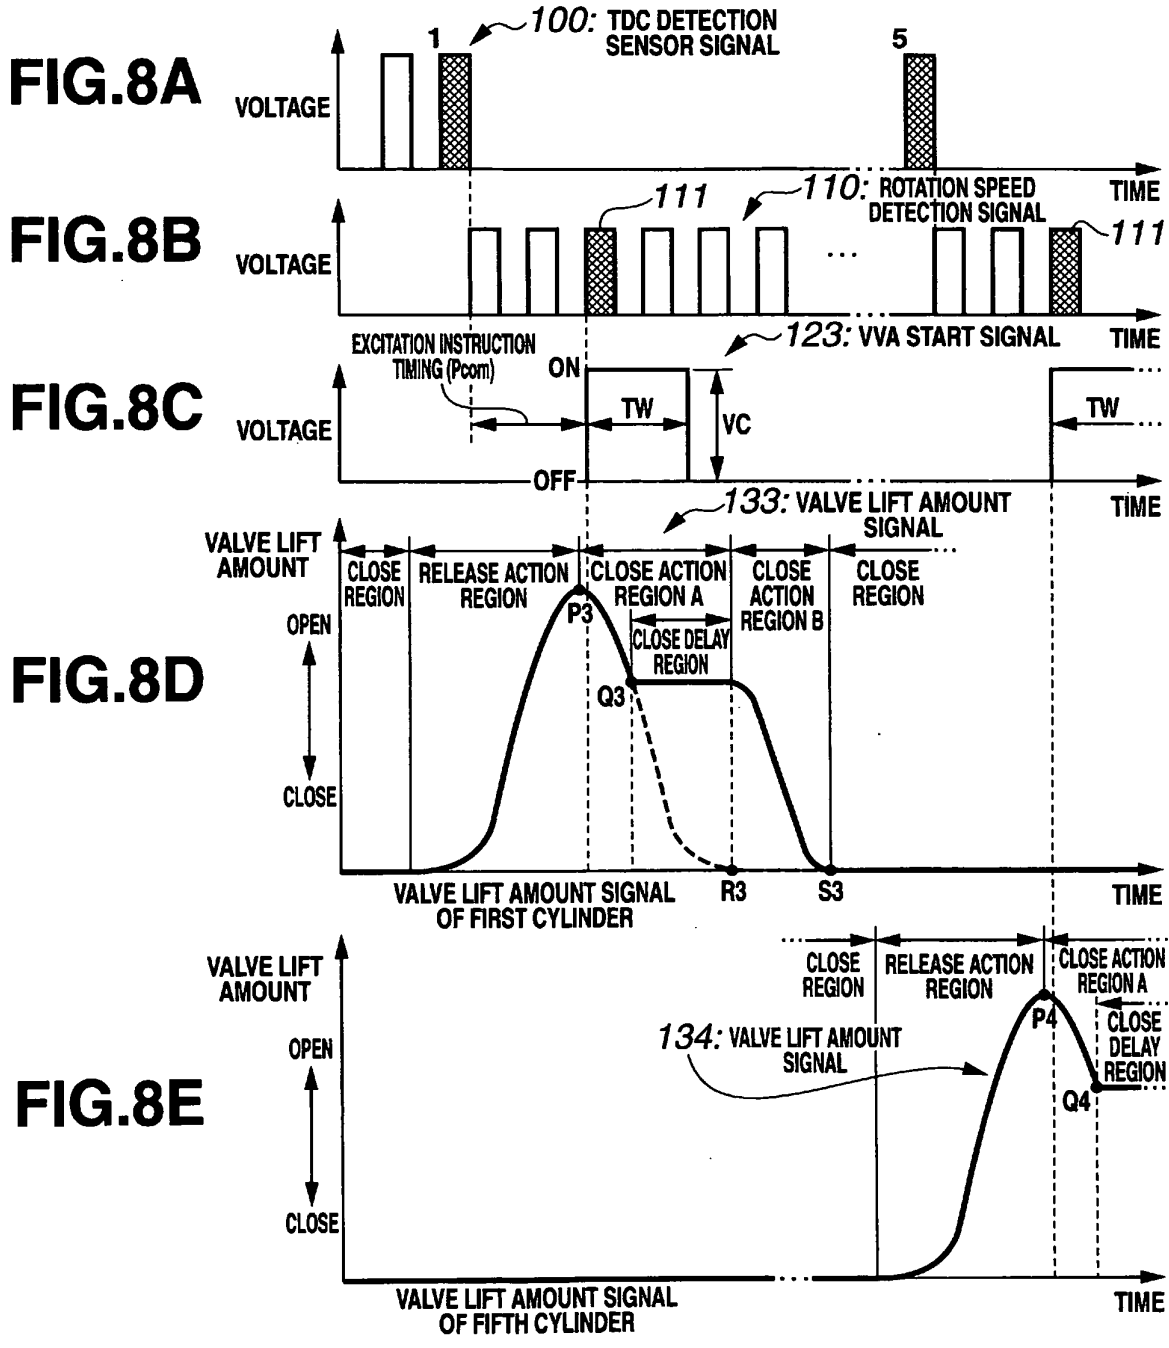 FIG.8A
VOLTAGE
1
100: TDC DETECTION
SENSOR SIGNAL
5
TIME
FIG.8B
VOLTAGE
111
110: ROTATION SPEED
DETECTION SIGNAL
111
...
TIME
FIG.8C
VOLTAGE
EXCITATION INSTRUCTION
TIMING (Pcom)
ON
OFF
TW
VC
123: VVA START SIGNAL
TW
TIME
FIG.8D
VALVE LIFT
AMOUNT
OPEN
CLOSE
133: VALVE LIFT AMOUNT
SIGNAL
CLOSE
REGION
RELEASE ACTION
REGION
CLOSE ACTION
REGION A
CLOSE
ACTION
REGION B
CLOSE
REGION
CLOSE DELAY
REGION
P3
Q3
R3
S3
TIME
VALVE LIFT AMOUNT SIGNAL
OF FIRST CYLINDER
FIG.8E
VALVE LIFT
AMOUNT
OPEN
CLOSE
CLOSE
REGION
RELEASE ACTION
REGION
CLOSE ACTION
REGION A
CLOSE
DELAY
REGION
134: VALVE LIFT AMOUNT
SIGNAL
P4
Q4
TIME
VALVE LIFT AMOUNT SIGNAL
OF FIFTH CYLINDER